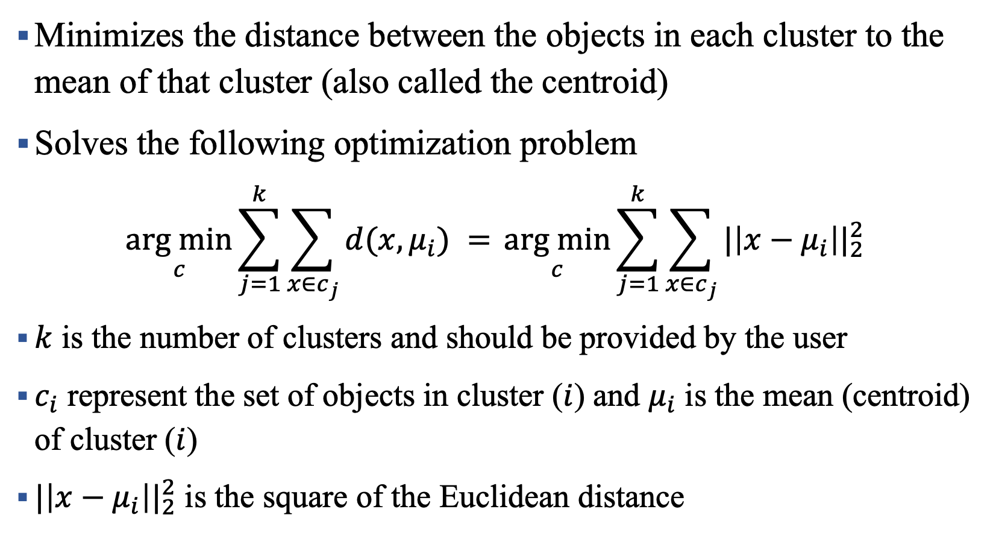 ▪ Minimizes the distance between the objects in each cluster to the
mean of that cluster (also called the centroid)
▪ Solves the following optimization problem
$$\arg\min_{c} \sum_{j=1}^{k} \sum_{x \in c_j} d(x, \mu_i) = \arg\min_{c} \sum_{j=1}^{k} \sum_{x \in c_j} ||x - \mu_i||_2^2$$
▪ $k$ is the number of clusters and should be provided by the user
▪ $c_i$ represent the set of objects in cluster ($i$) and $\mu_i$ is the mean (centroid)
of cluster ($i$)
▪ $||x - \mu_i||_2^2$ is the square of the Euclidean distance